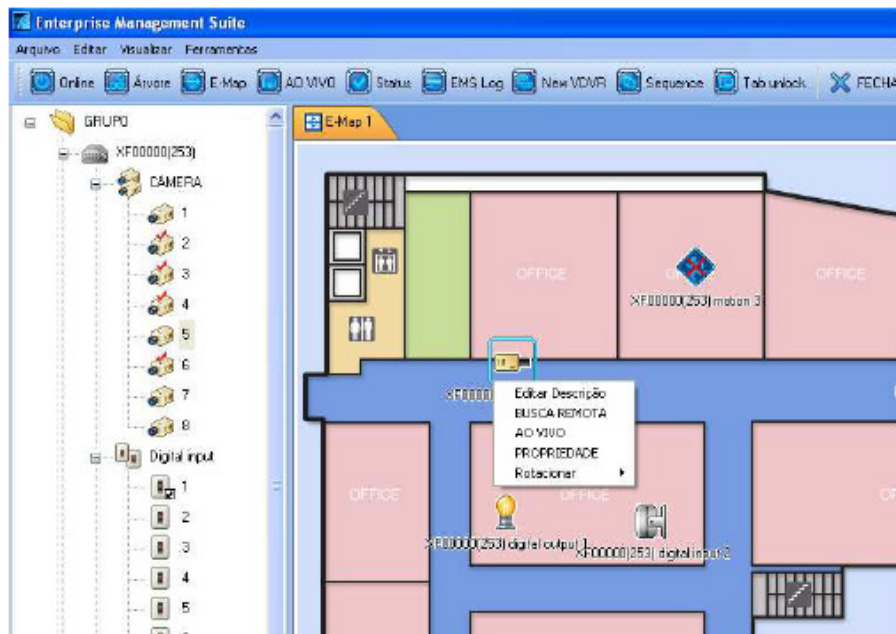 Enterprise Management Suite
Arquivo Editar Visualizar Ferramentas
Online Árvore E-Map AO VIVO Status EMS Log New VDVR Sequence Tab unlock FECHA
GRUPO
E-Map 1
XF00000(253)
CAMERA
1
2
3
4
5
6
7
8
Digital input
1
2
3
4
5
OFFICE
OFFICE
XF00000(253) motion 3
XF00000(
Editar Descrição
BUSCA REMOTA
AO VIVO
PROPRIEDADE
Rotacionar
OFFICE
OFFICE
XF00000(253) digital output 1
XF00000(253) digital input 2